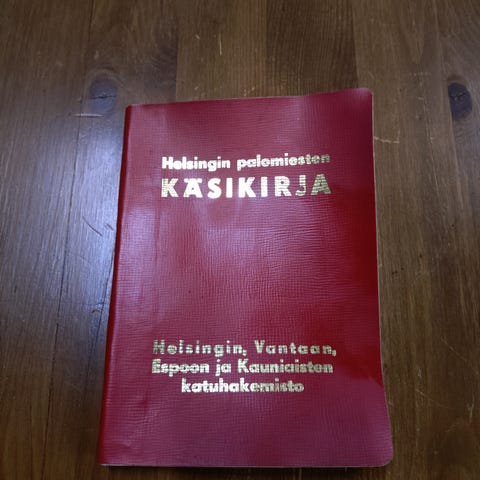 Helsingin palomiesten
KÄSIKIRJA
Helsingin, Vantaan,
Espoon ja Kauniaisten
katuhakemisto